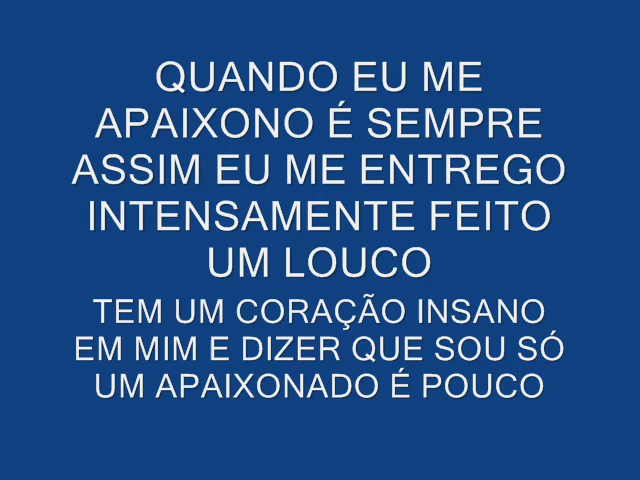 QUANDO EU ME
APAIXONO É SEMPRE
ASSIM EU ME ENTREGO
INTENSAMENTE FEITO
UM LOUCO
TEM UM CORAÇÃO INSANO
EM MIM E DIZER QUE SOU SÓ
UM APAIXONADO É POUCO